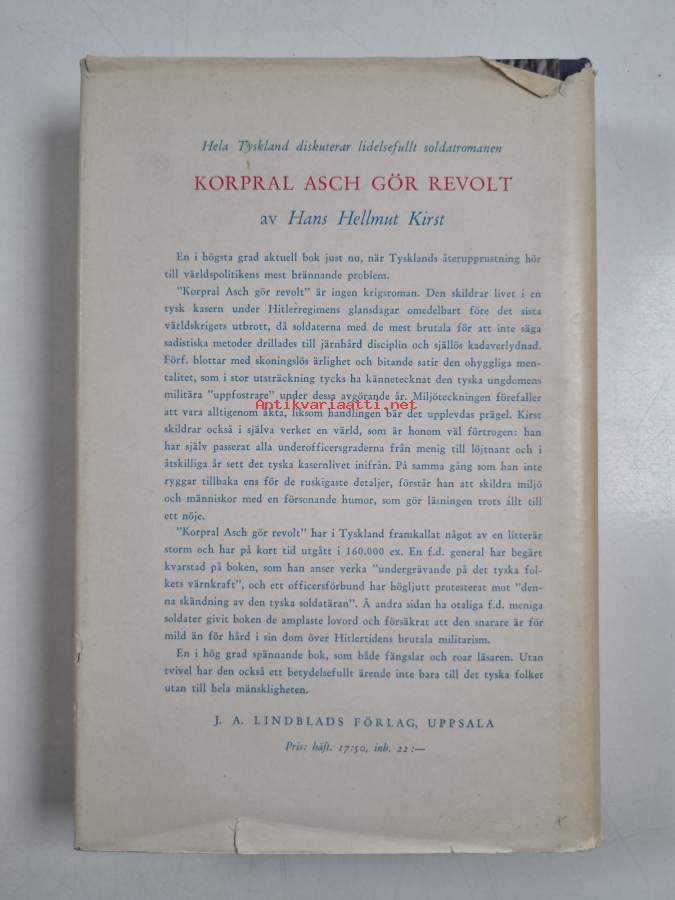 Hela Tyskland diskuterar lidelsefullt soldatromanen
KORPRAL ASCH GÖR REVOLT
av Hans Hellmut Kirst
En i högsta grad aktuell bok just nu, när Tysklands återupprustning hör
till världspolitikens mest brännande problem.
"Korpral Asch gör revolt" är ingen krigsroman. Den skildrar livet i en
tysk kasern under Hitlerregimens glansdagar omedelbart före det sista
världskrigets utbrott, då soldaterna med de mest brutala för att inte säga
sadistiska metoder drillades till järnhård disciplin och själlös kadaverlydnad.
Förf. blottar med skoningslös ärlighet och bitande satir den ohyggliga men-
talitet, som i stor utsträckning tycks ha kännetecknat den tyska ungdomens
militära "uppfostrare" under dessa avgörande år. Miljöteckningen förefaller
Antikvariaatti.net
att vara alltigenom äkta, liksom handlingen bär det upplevdas prägel. Kirst
skildrar också i själva verket en värld, som är honom väl förtrogen: han
har själv passerat alla underofficersgraderna från menig till löjtnant och i
åtskilliga år sett det tyska kasernlivet inifrån. På samma gång som han inte
ryggar tillbaka ens för de ruskigaste detaljer, förstår han att skildra miljö
och människor med en försonande humor, som gör läsningen trots allt till
ett nöje.
"Korpral Asch gör revolt" har i Tyskland framkallat något av en litterär
storm och har på kort tid utgått i 160.000 ex. En f.d. general har begärt
kvarstad på boken, som han anser verka "undergrävande på det tyska fol-
kets värnkraft", och ett officersförbund har högljutt protesterat mot "den-
na skändning av den tyska soldatäran". Å andra sidan ha otaliga f.d. meniga
soldater givit boken de amplaste lovord och försäkrat att den snarare är för
mild än för hård i sin dom över Hitlertidens brutala militarism.
En i hög grad spännande bok, som både fängslar och roar läsaren. Utan
tvivel har den också ett betydelsefullt ärende inte bara till det tyska folket
utan till hela mänskligheten.
J. A. LINDBLADS FÖRLAG, UPPSALA
Pris: häft. 17:50, inb. 22:—